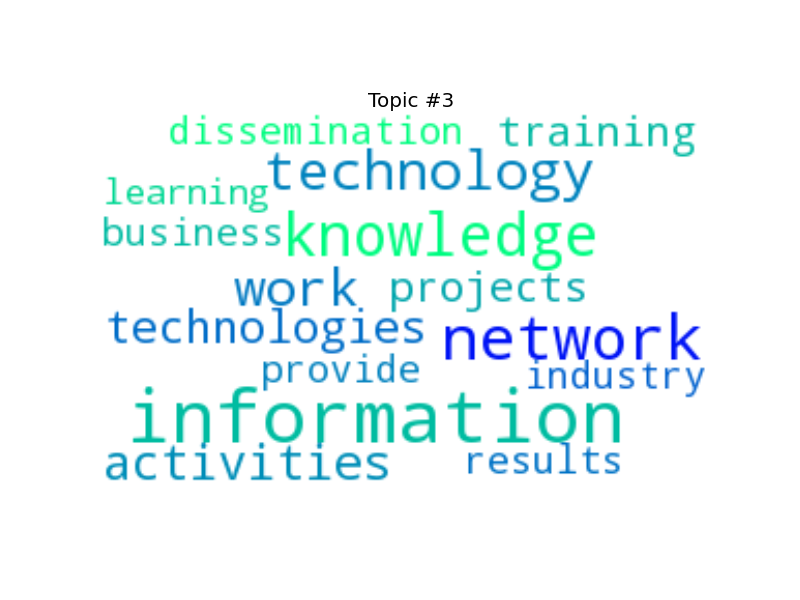 Topic #3
dissemination training
technology
learning
business knowledge
work projects
technologies network
provide industry
information
activities results